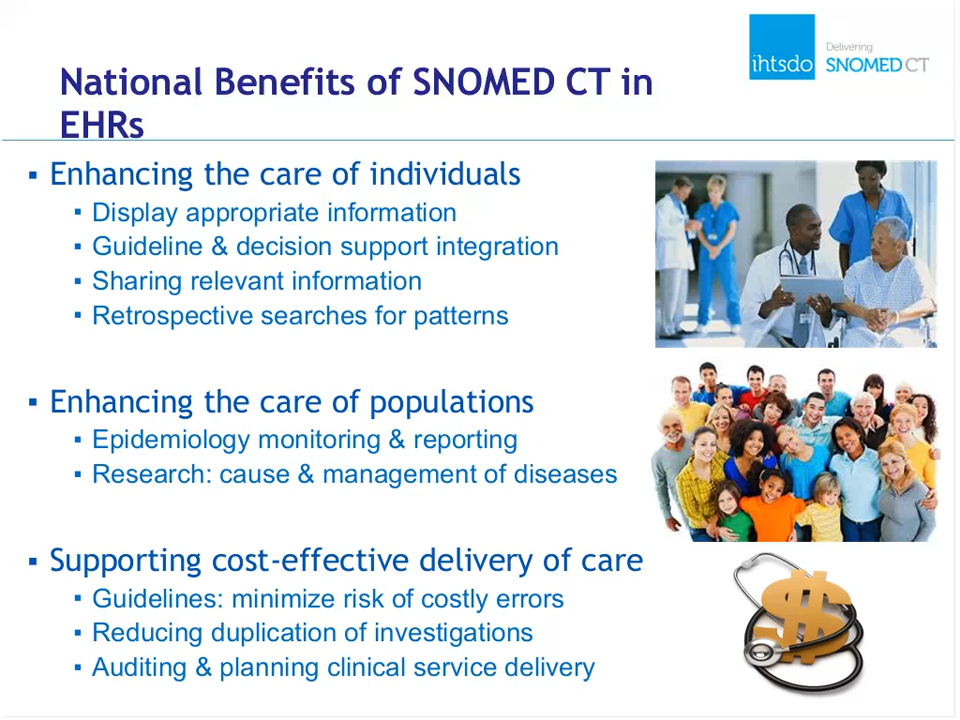 ihtsdo
Delivering
SNOMED CT
National Benefits of SNOMED CT in
EHRs
▪ Enhancing the care of individuals
▪ Display appropriate information
▪ Guideline & decision support integration
▪ Sharing relevant information
▪ Retrospective searches for patterns
▪ Enhancing the care of populations
▪ Epidemiology monitoring & reporting
▪ Research: cause & management of diseases
▪ Supporting cost-effective delivery of care
▪ Guidelines: minimize risk of costly errors
▪ Reducing duplication of investigations
▪ Auditing & planning clinical service delivery